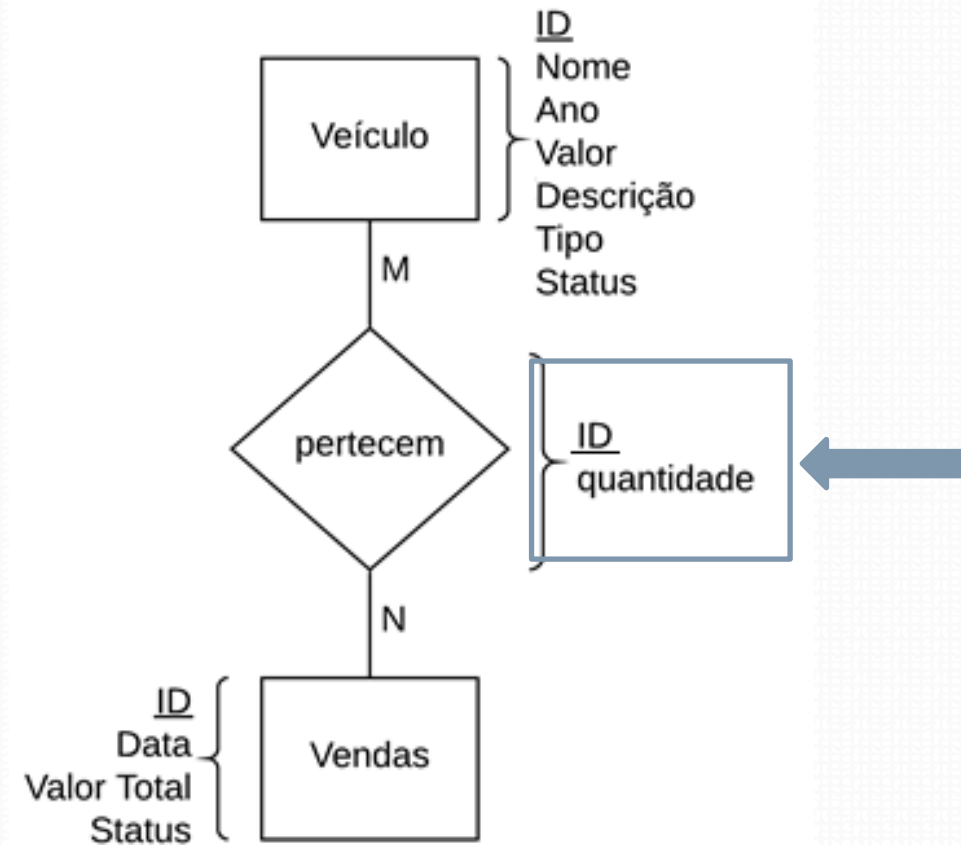 ID
Nome
Ano
Valor
Descrição
Tipo
Status
Veículo
M
pertecem
ID
quantidade
N
ID
Data
Valor Total
Status
Vendas